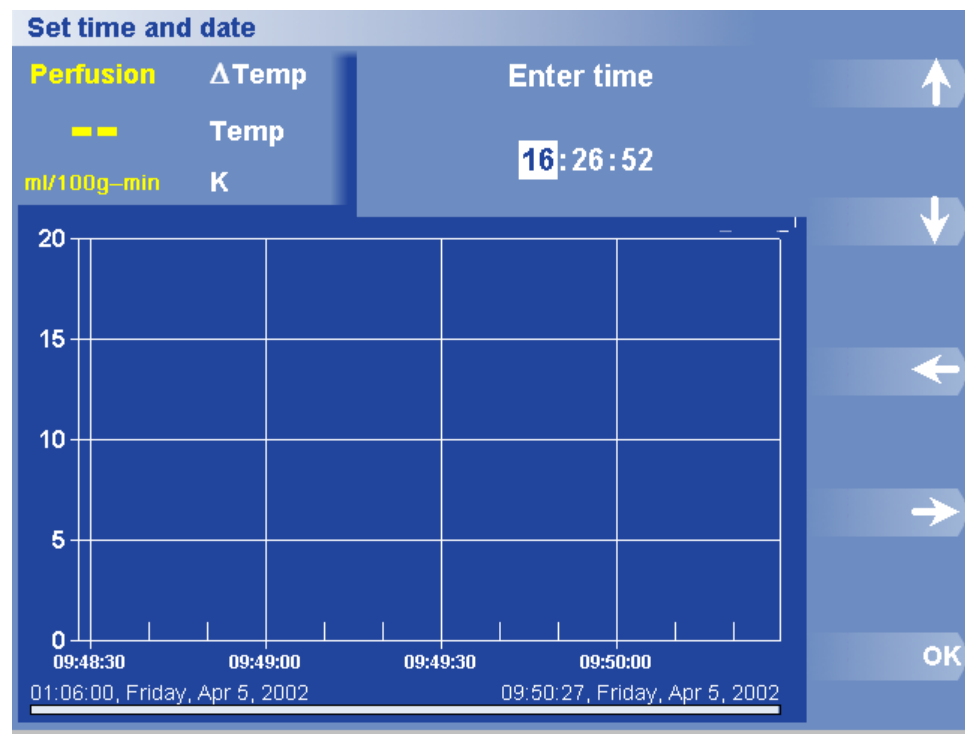 Set time and date
Perfusion ΔTemp
-- Temp
ml/100g–min K
Enter time
16:26:52
20
15
10
5
0
09:48:30 09:49:00 09:49:30 09:50:00
01:06:00, Friday, Apr 5, 2002 09:50:27, Friday, Apr 5, 2002
OK